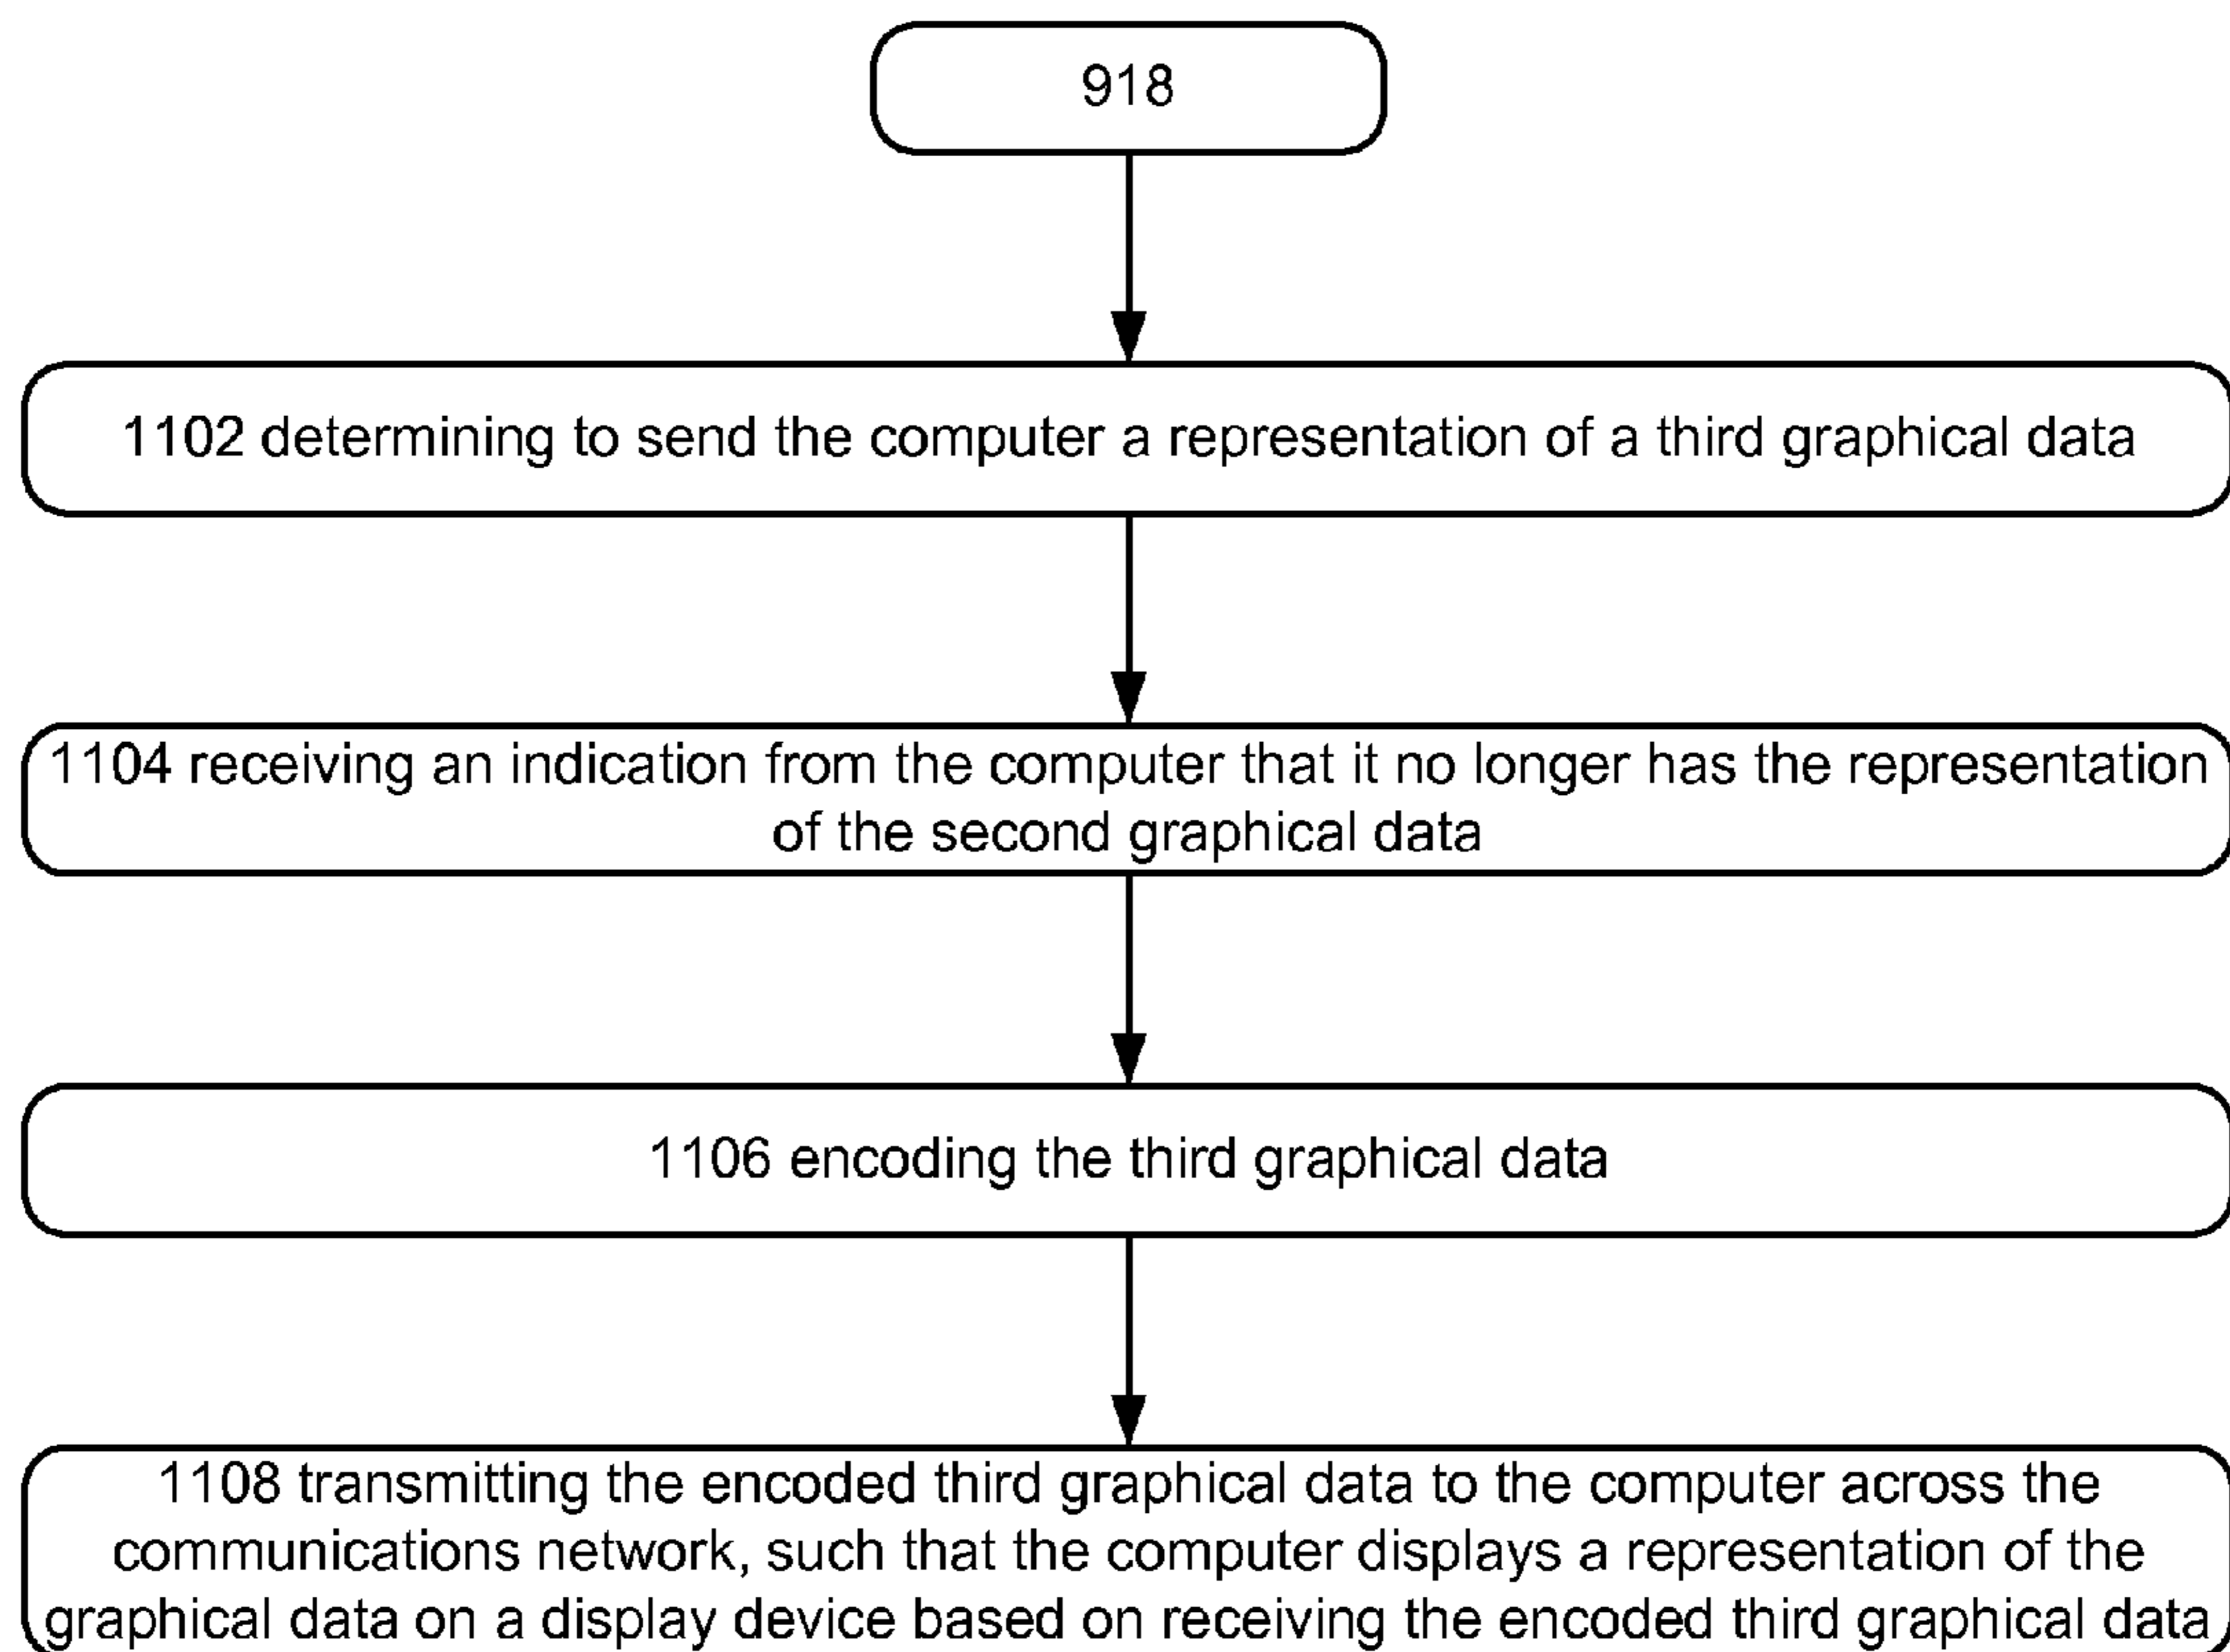 918
1102 determining to send the computer a representation of a third graphical data
1104 receiving an indication from the computer that it no longer has the representation
of the second graphical data
1106 encoding the third graphical data
1108 transmitting the encoded third graphical data to the computer across the
communications network, such that the computer displays a representation of the
graphical data on a display device based on receiving the encoded third graphical data